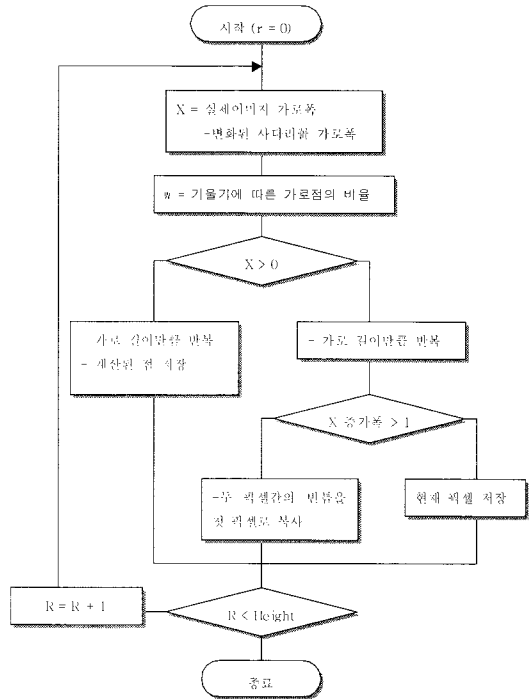 시작 (r = 0)
X = 실제이미지 가로폭
-변화된 사다리꼴 가로폭
w = 기울기에 따른 가로점의 비율
X > 0
가로 길이만큼 반복
- 계산된 점 저장
- 가로 길이만큼 반복
X 증가폭 > 1
-두 픽셀간의 빈틈을
첫 픽셀로 복사
현재 픽셀 저장
R = R + 1
R < Height
종료